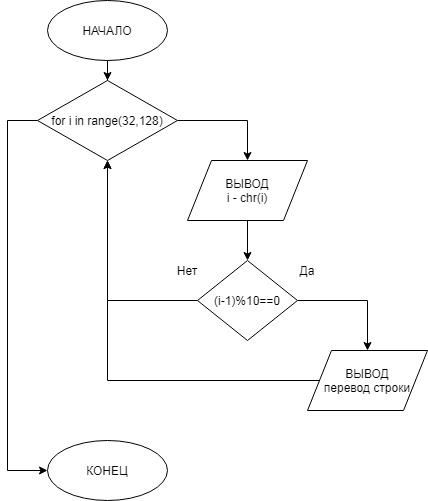 НАЧАЛО
for i in range(32,128)
ВЫВОД
i - chr(i)
Нет
Да
(i-1)%10==0
ВЫВОД
перевод строки
КОНЕЦ